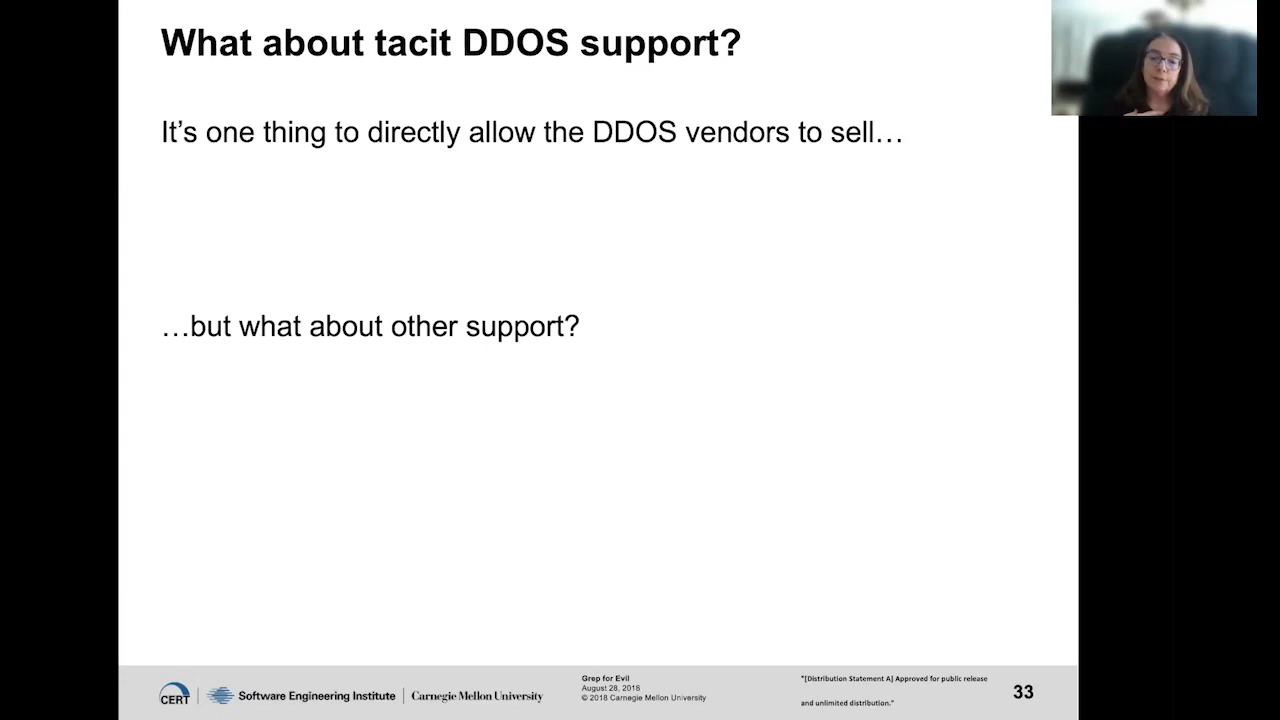 What about tacit DDOS support?
It’s one thing to directly allow the DDOS vendors to sell…
…but what about other support?
CERT
Software Engineering Institute
Carnegie Mellon University
Grep for Evil
August 28, 2018
© 2018 Carnegie Mellon University
"[Distribution Statement A] Approved for public release
and unlimited distribution."
33